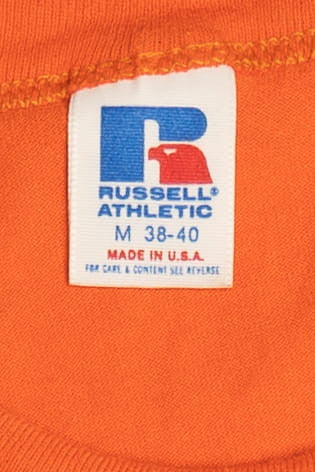 RUSSELL®
ATHLETIC
M 38-40
MADE IN U.S.A.
FOR CARE & CONTENT SEE REVERSE